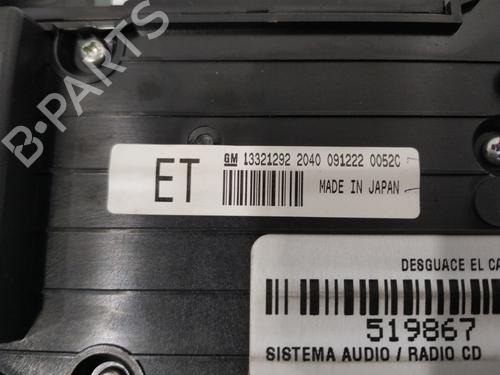 B-PARTS
ET
GM 13321292 2040 091222 0052C
MADE IN JAPAN
DESGUACE EL CA
519867
SISTEMA AUDIO / RADIO CD